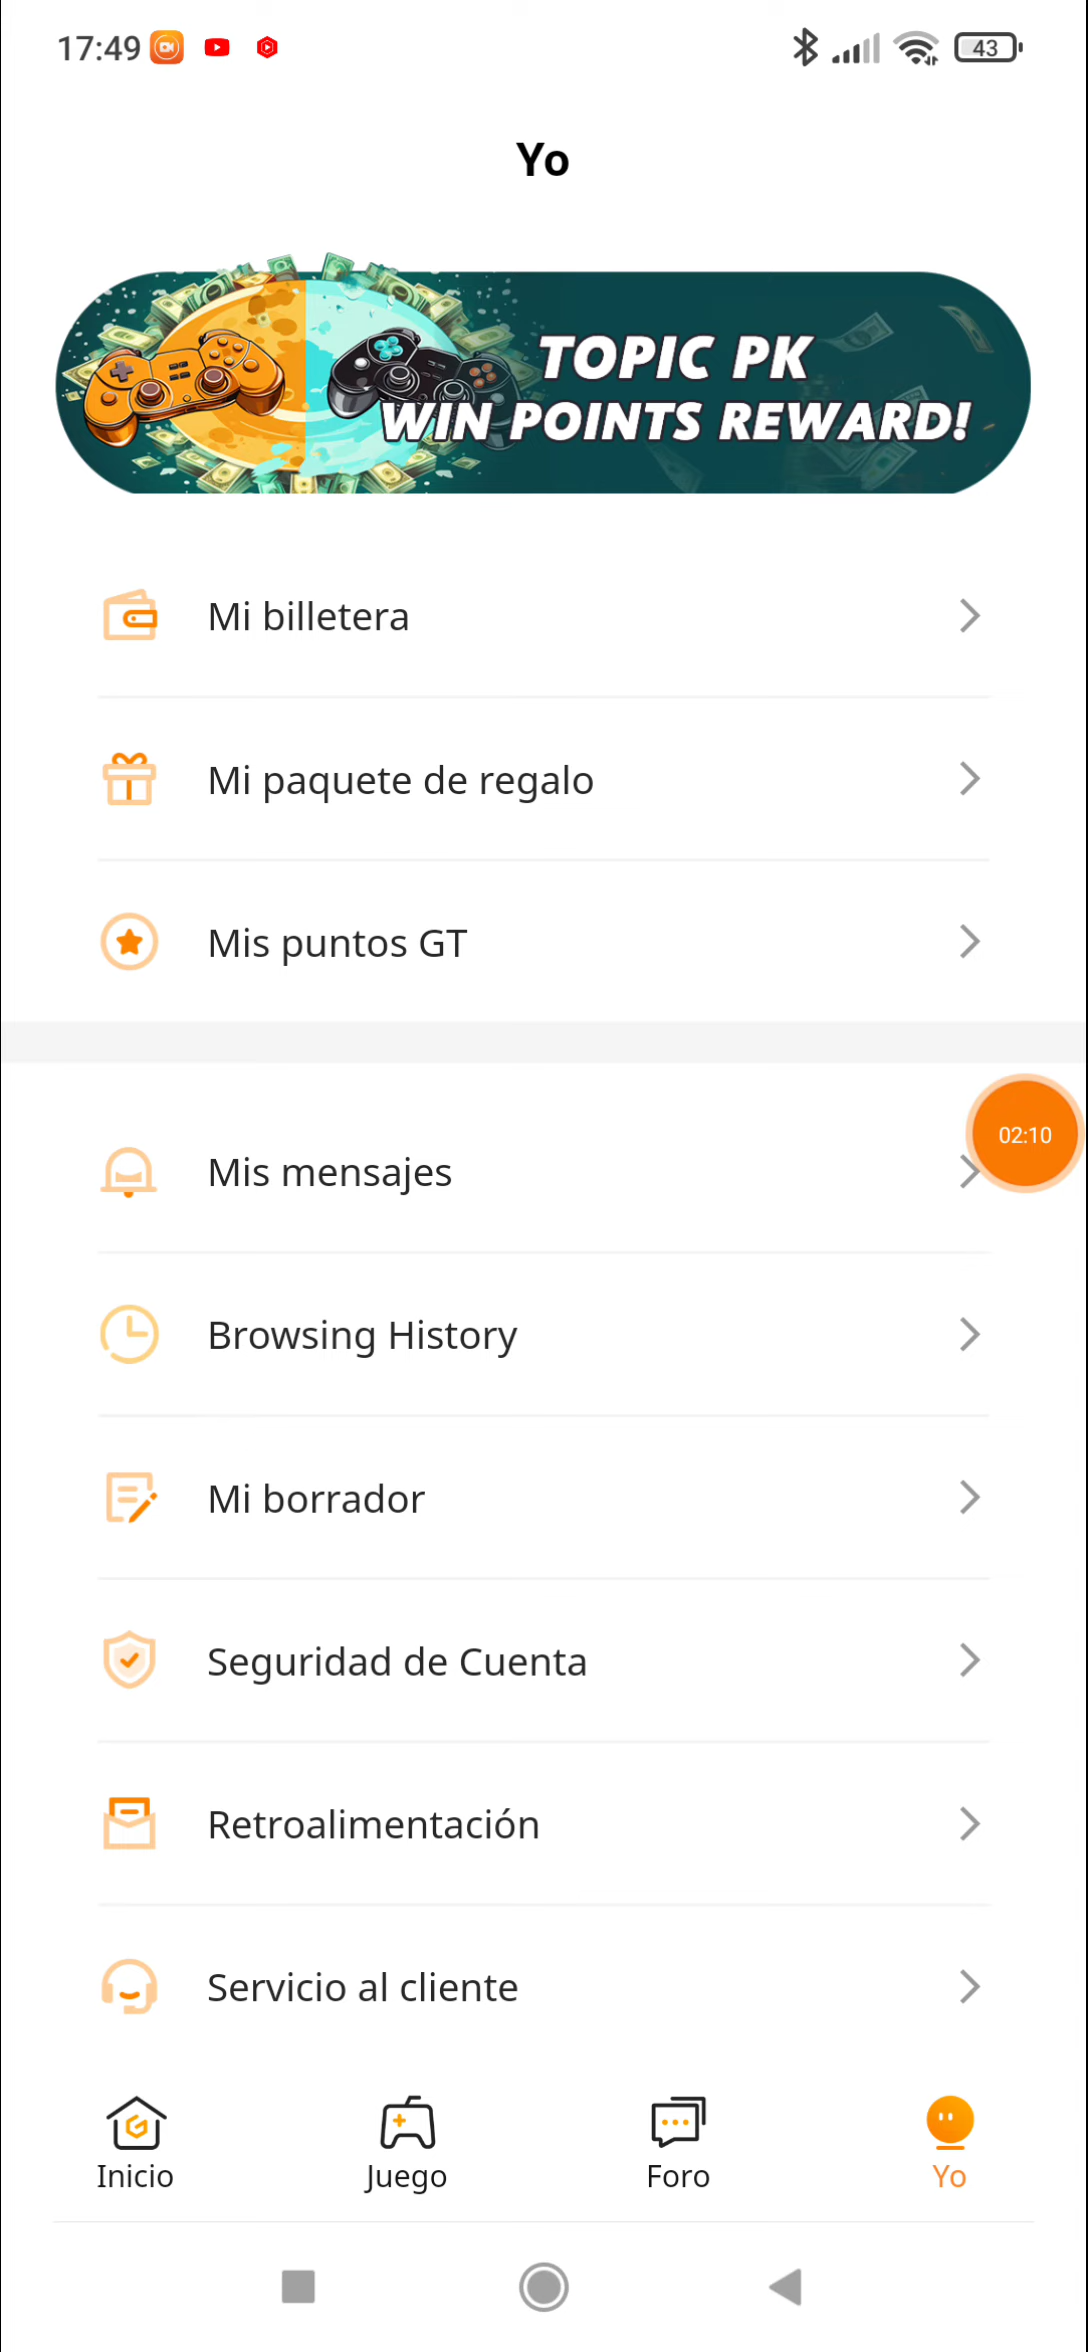 17:49
43
Yo
TOPIC PK
WIN POINTS REWARD!
Mi billetera
Mi paquete de regalo
Mis puntos GT
02:10
Mis mensajes
Browsing History
Mi borrador
Seguridad de Cuenta
Retroalimentación
Servicio al cliente
Inicio
Juego
Foro
Yo